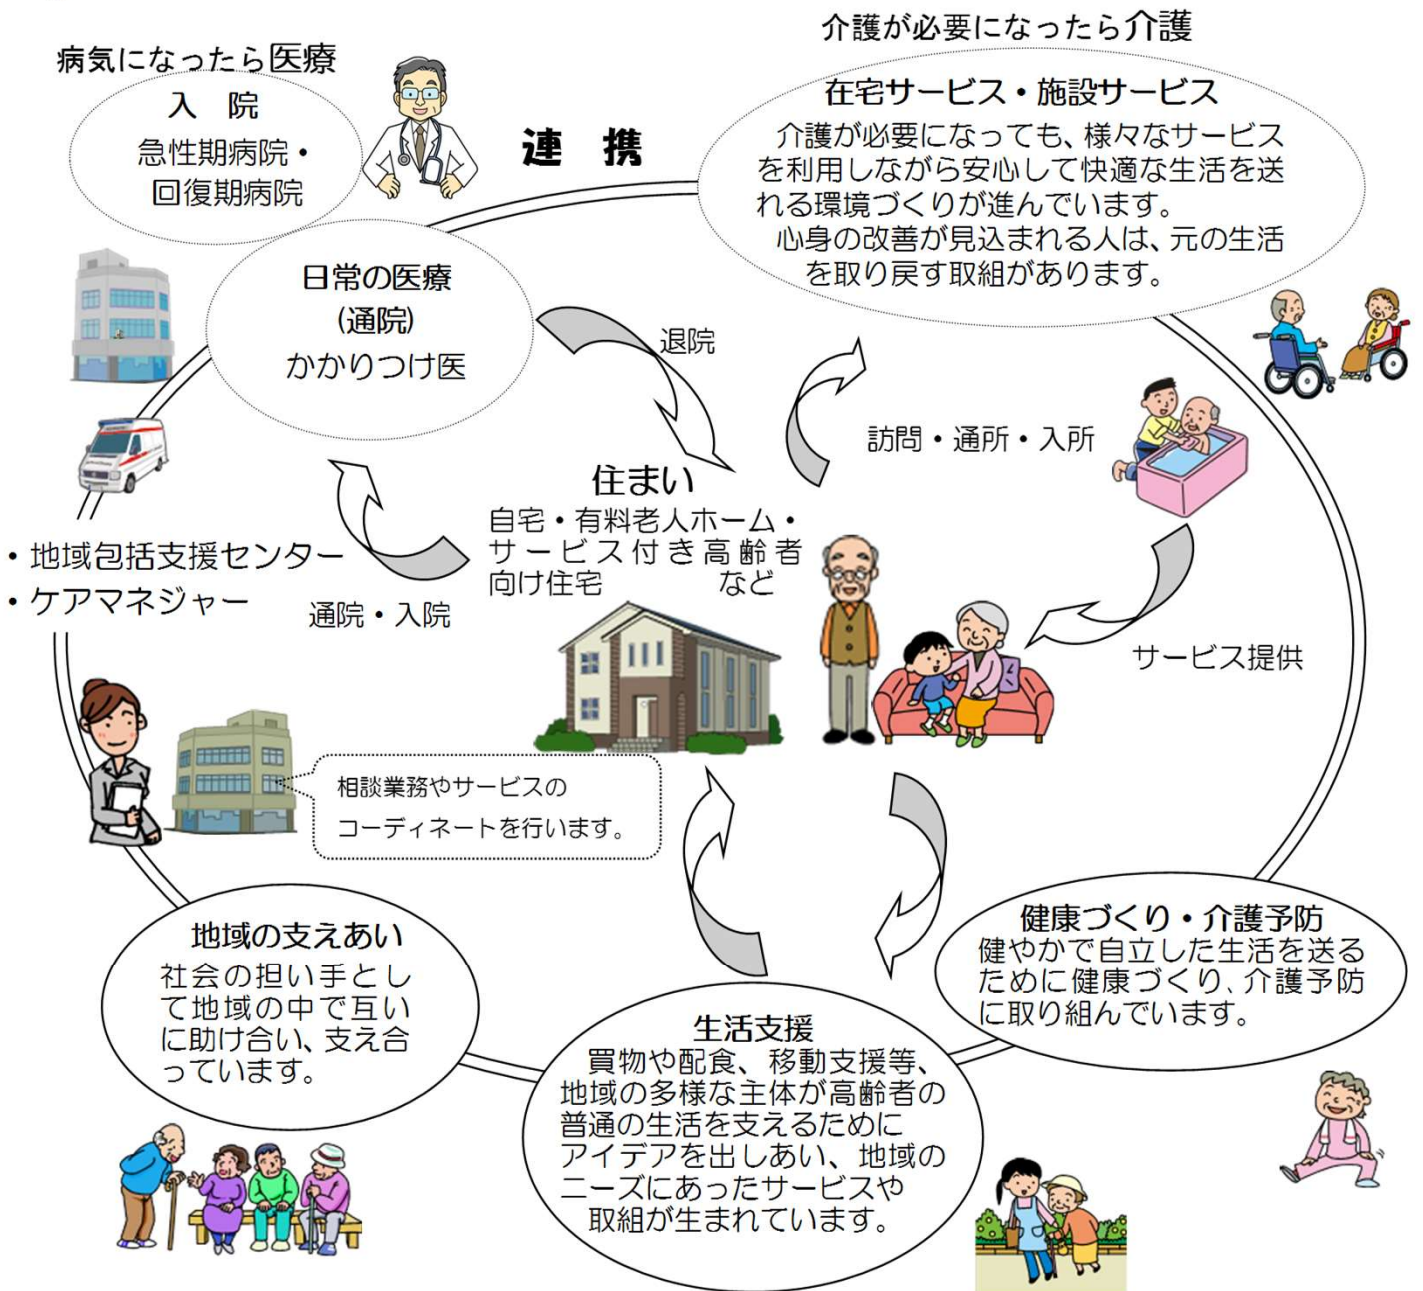 病気になったら医療
入 院
急性期病院・
回復期病院
連 携
介護が必要になったら介護
在宅サービス・施設サービス
介護が必要になっても、様々なサービス
を利用しながら安心して快適な生活を送
れる環境づくりが進んでいます。
心身の改善が見込まれる人は、元の生活
を取り戻す取組があります。
日常の医療
(通院)
かかりつけ医
退院
訪問・通所・入所
住まい
自宅・有料老人ホーム・
サービス付き高齢者
向け住宅 など
・地域包括支援センター
・ケアマネジャー
通院・入院
サービス提供
相談業務やサービスの
コーディネートを行います。
地域の支えあい
社会の担い手とし
て地域の中で互い
に助け合い、支え合
っています。
生活支援
買物や配食、移動支援等、
地域の多様な主体が高齢者の
普通の生活を支えるために
アイデアを出しあい、地域の
ニーズにあったサービスや
取組が生まれています。
健康づくり・介護予防
健やかで自立した生活を送る
ために健康づくり、介護予防
に取り組んでいます。